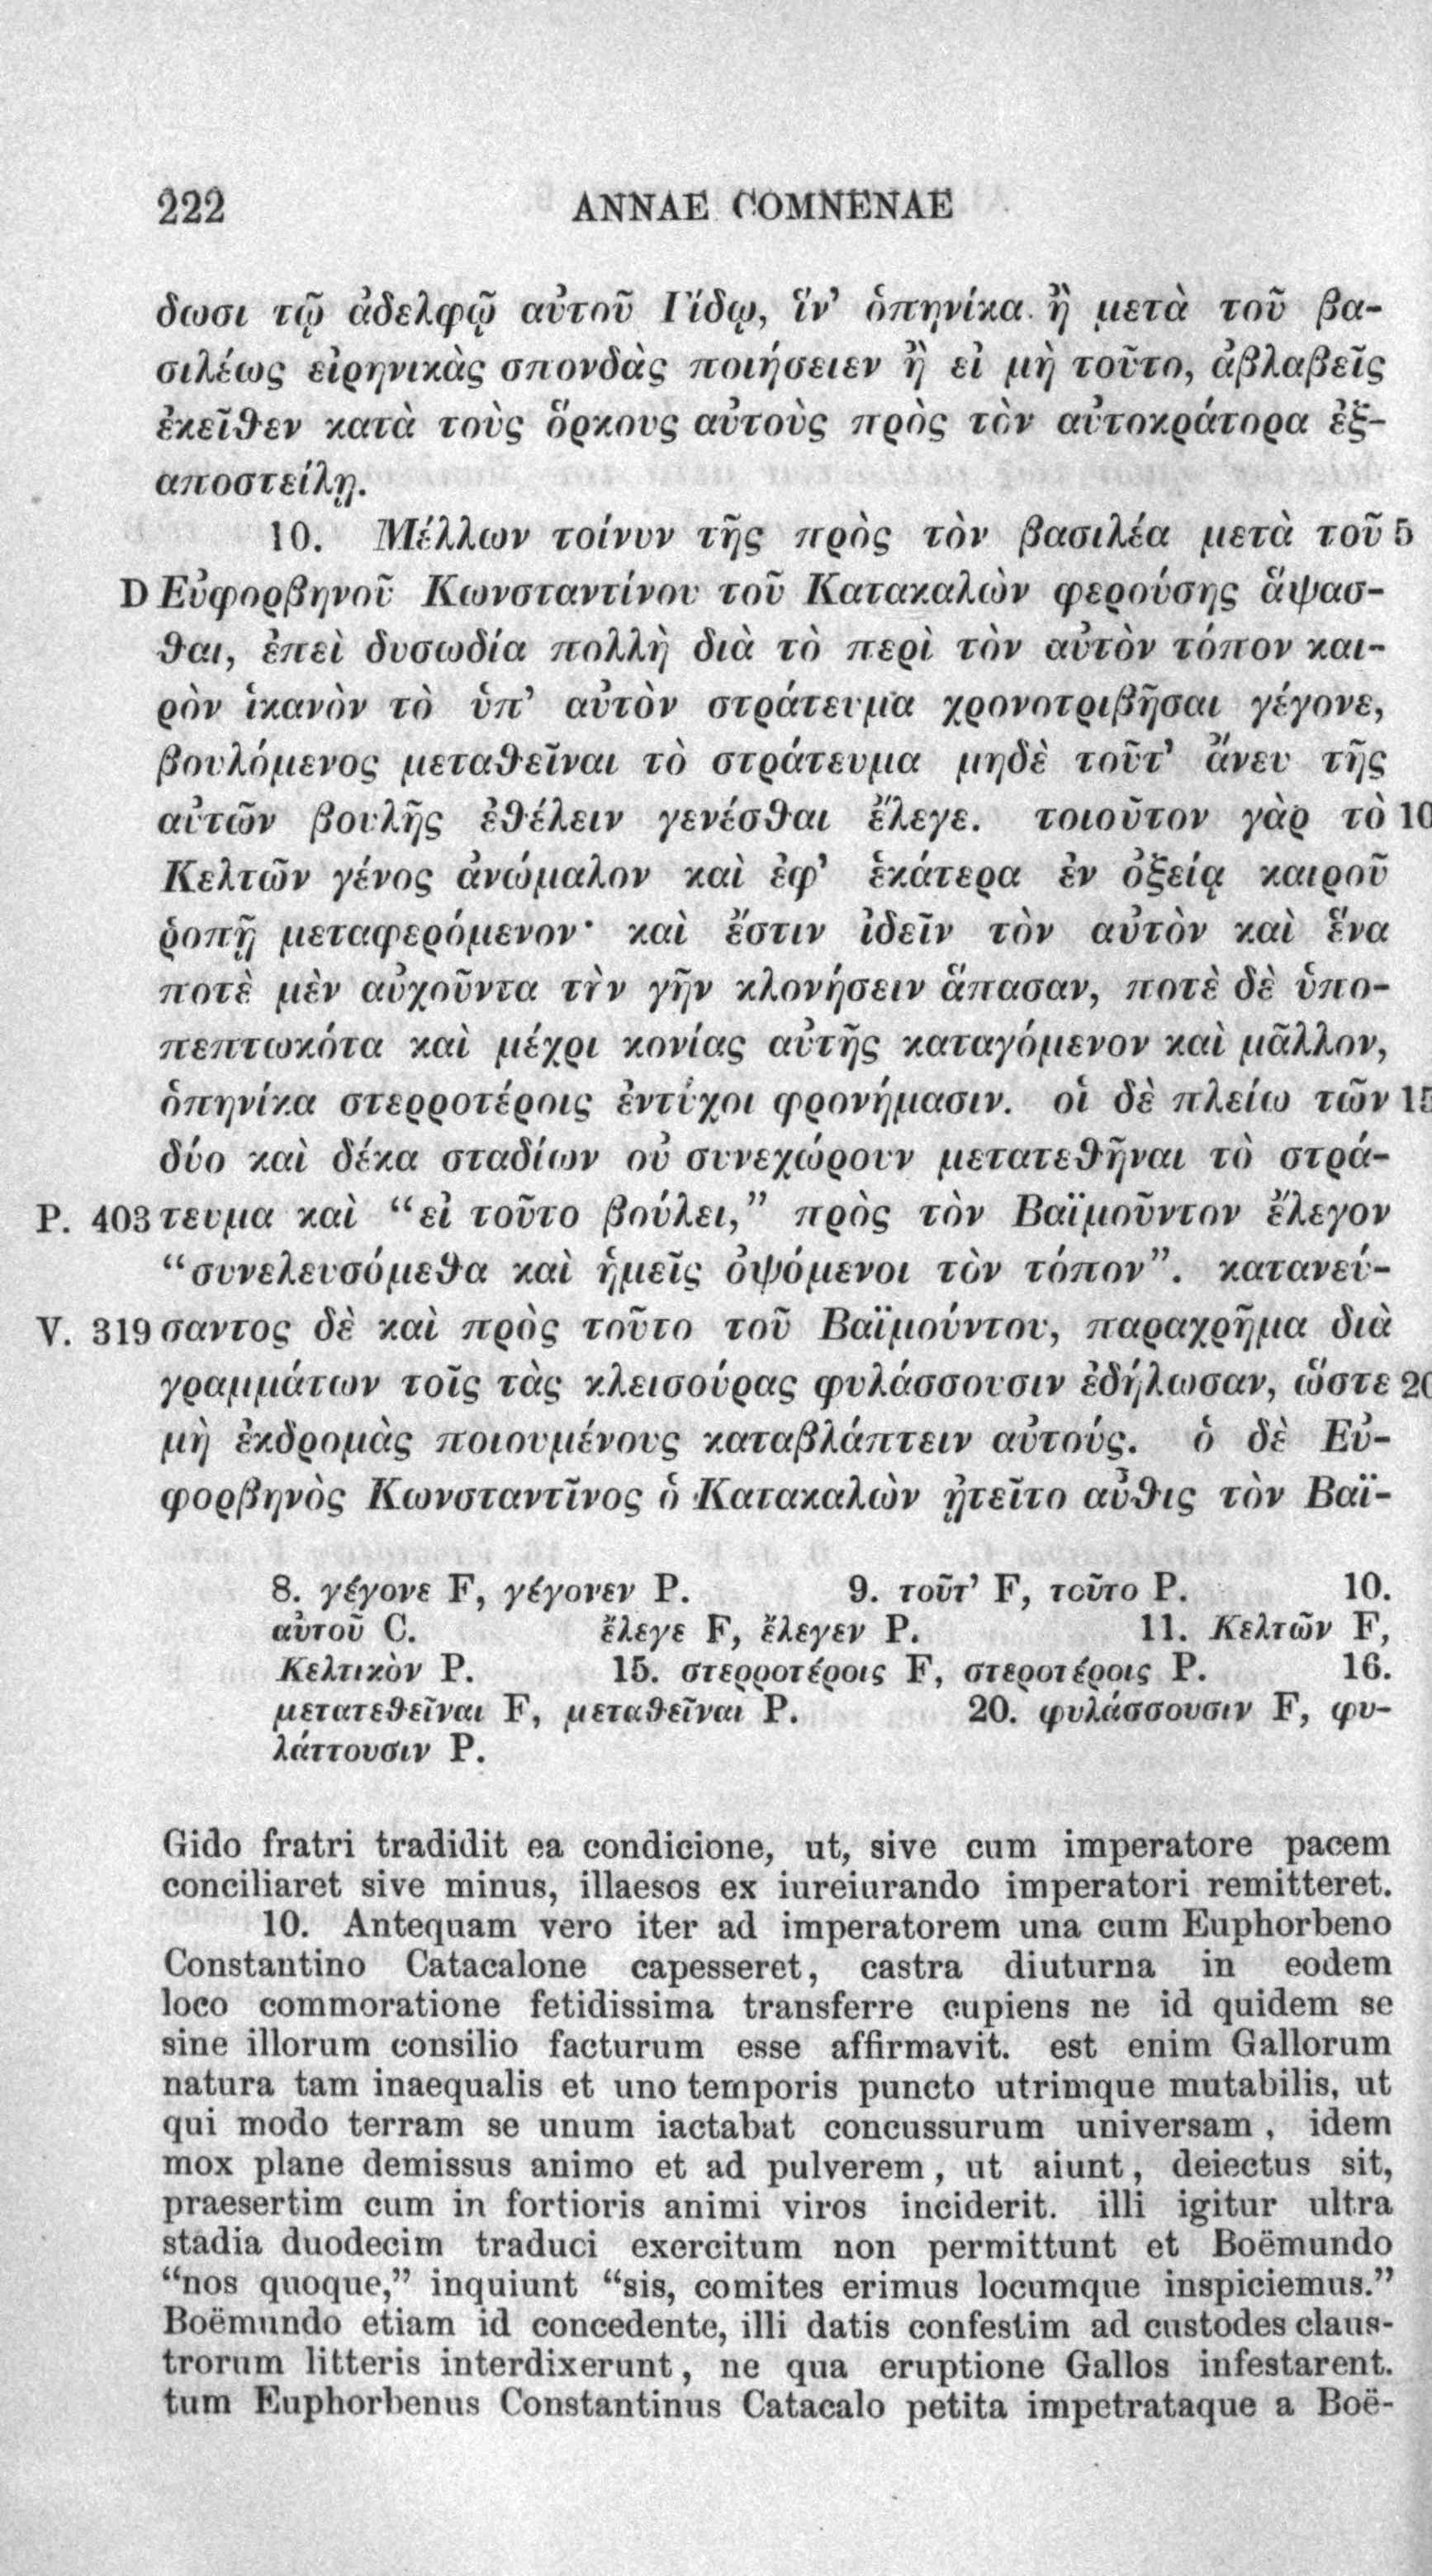 222 ANNAE COMNENAE
δωσι τῷ ἀδελφῷ αὐτοῦ Γίδῳ, ἵν' ὁπηνίκα ἢ μετὰ τοῦ βα-
σιλέως εἰρηνικὰς σπονδὰς ποιήσειεν ἢ εἰ μὴ τοῦτο, ἀβλαβεῖς
ἐκεῖθεν κατὰ τοὺς ὅρκους αὐτοὺς πρὸς τὸν αὐτοκράτορα ἐξ-
αποστείλῃ.
10. Μέλλων τοίνυν τῆς πρὸς τὸν βασιλέα μετὰ τοῦ 5
D Εὐφορβηνοῦ Κωνσταντίνου τοῦ Κατακαλὼν φερούσης ἅψασ-
θαι, ἐπεὶ δυσωδία πολλὴ διὰ τὸ περὶ τὸν αὐτὸν τόπον και-
ρὸν ἱκανὸν τὸ ὑπ' αὐτὸν στράτευμα χρονοτριβῆσαι γέγονε,
βουλόμενος μεταθεῖναι τὸ στράτευμα μηδὲ τοῦτ' ἄνευ τῆς
αὐτῶν βουλῆς ἐθέλειν γενέσθαι ἔλεγε. τοιοῦτον γὰρ τὸ 10
Κελτῶν γένος ἀνώμαλον καὶ ἐφ' ἑκάτερα ἐν ὀξείᾳ καιροῦ
ῥοπῇ μεταφερόμενον· καὶ ἔστιν ἰδεῖν τὸν αὐτὸν καὶ ἕνα
ποτὲ μὲν αὐχοῦντα τὴν γῆν κλονήσειν ἅπασαν, ποτὲ δὲ ὑπο-
πεπτωκότα καὶ μέχρι κονίας αὐτῆς καταγόμενον καὶ μᾶλλον,
ὁπηνίκα στερροτέροις ἐντύχοι φρονήμασιν. οἱ δὲ πλείω τῶν 15
δύο καὶ δέκα σταδίων οὐ συνεχώρουν μετατεθῆναι τὸ στρά-
P. 403 τευμα καὶ “εἰ τοῦτο βούλει,” πρὸς τὸν Βαϊμοῦντον ἔλεγον
“συνελευσόμεθα καὶ ἡμεῖς ὀψόμενοι τὸν τόπον”. κατανεύ-
V. 319 σαντος δὲ καὶ πρὸς τοῦτο τοῦ Βαϊμούντου, παραχρῆμα διὰ
γραμμάτων τοῖς τὰς κλεισούρας φυλάσσουσιν ἐδήλωσαν, ὥστε 20
μὴ ἐκδρομὰς ποιουμένους καταβλάπτειν αὐτούς. ὁ δὲ Εὐ-
φορβηνὸς Κωνσταντῖνος ὁ Κατακαλὼν ᾐτεῖτο αὖθις τὸν Βαϊ-
8. γέγονε F, γέγονεν P. 9. τοῦτ' F, τοῦτο P. 10.
αὐτοῦ C. ἔλεγε F, ἔλεγεν P. 11. Κελτῶν F,
Κελτικὸν P. 15. στερροτέροις F, στεροτέροις P. 16.
μετατεθεῖναι F, μεταθεῖναι P. 20. φυλάσσουσιν F, φυ-
λάττουσιν P.
Gido fratri tradidit ea condicione, ut, sive cum imperatore pacem
conciliaret sive minus, illaesos ex iureiurando imperatori remitteret.
10. Antequam vero iter ad imperatorem una cum Euphorbeno
Constantino Catacalone capesseret, castra diuturna in eodem
loco commoratione fetidissima transferre cupiens ne id quidem se
sine illorum consilio facturum esse affirmavit. est enim Gallorum
natura tam inaequalis et uno temporis puncto utrimque mutabilis, ut
qui modo terram se unum iactabat concussurum universam, idem
mox plane demissus animo et ad pulverem, ut aiunt, deiectus sit,
praesertim cum in fortioris animi viros inciderit. illi igitur ultra
stadia duodecim traduci exercitum non permittunt et Boëmundo
“nos quoque,” inquiunt “sis, comites erimus locumque inspiciemus.”
Boëmundo etiam id concedente, illi datis confestim ad custodes claus-
trorum litteris interdixerunt, ne qua eruptione Gallos infestarent.
tum Euphorbenus Constantinus Catacalo petita impetrataque a Boë-